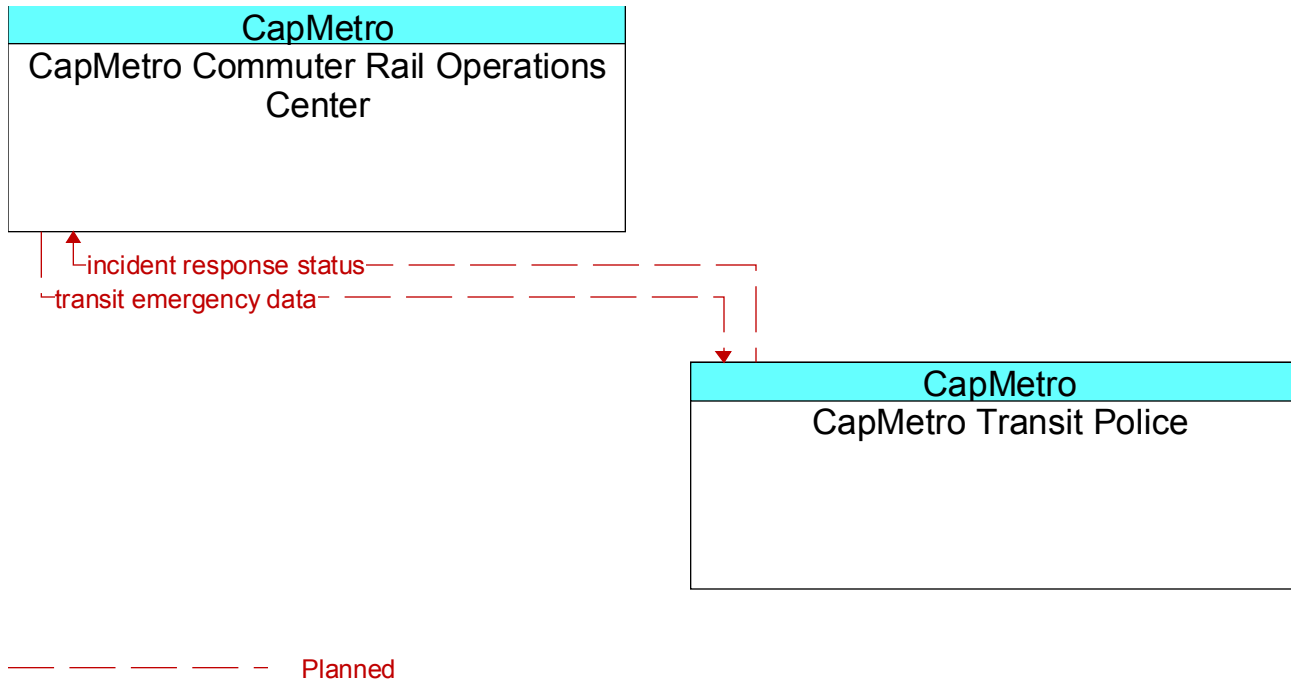 CapMetro
CapMetro Commuter Rail Operations
Center
incident response status
transit emergency data
CapMetro
CapMetro Transit Police
Planned